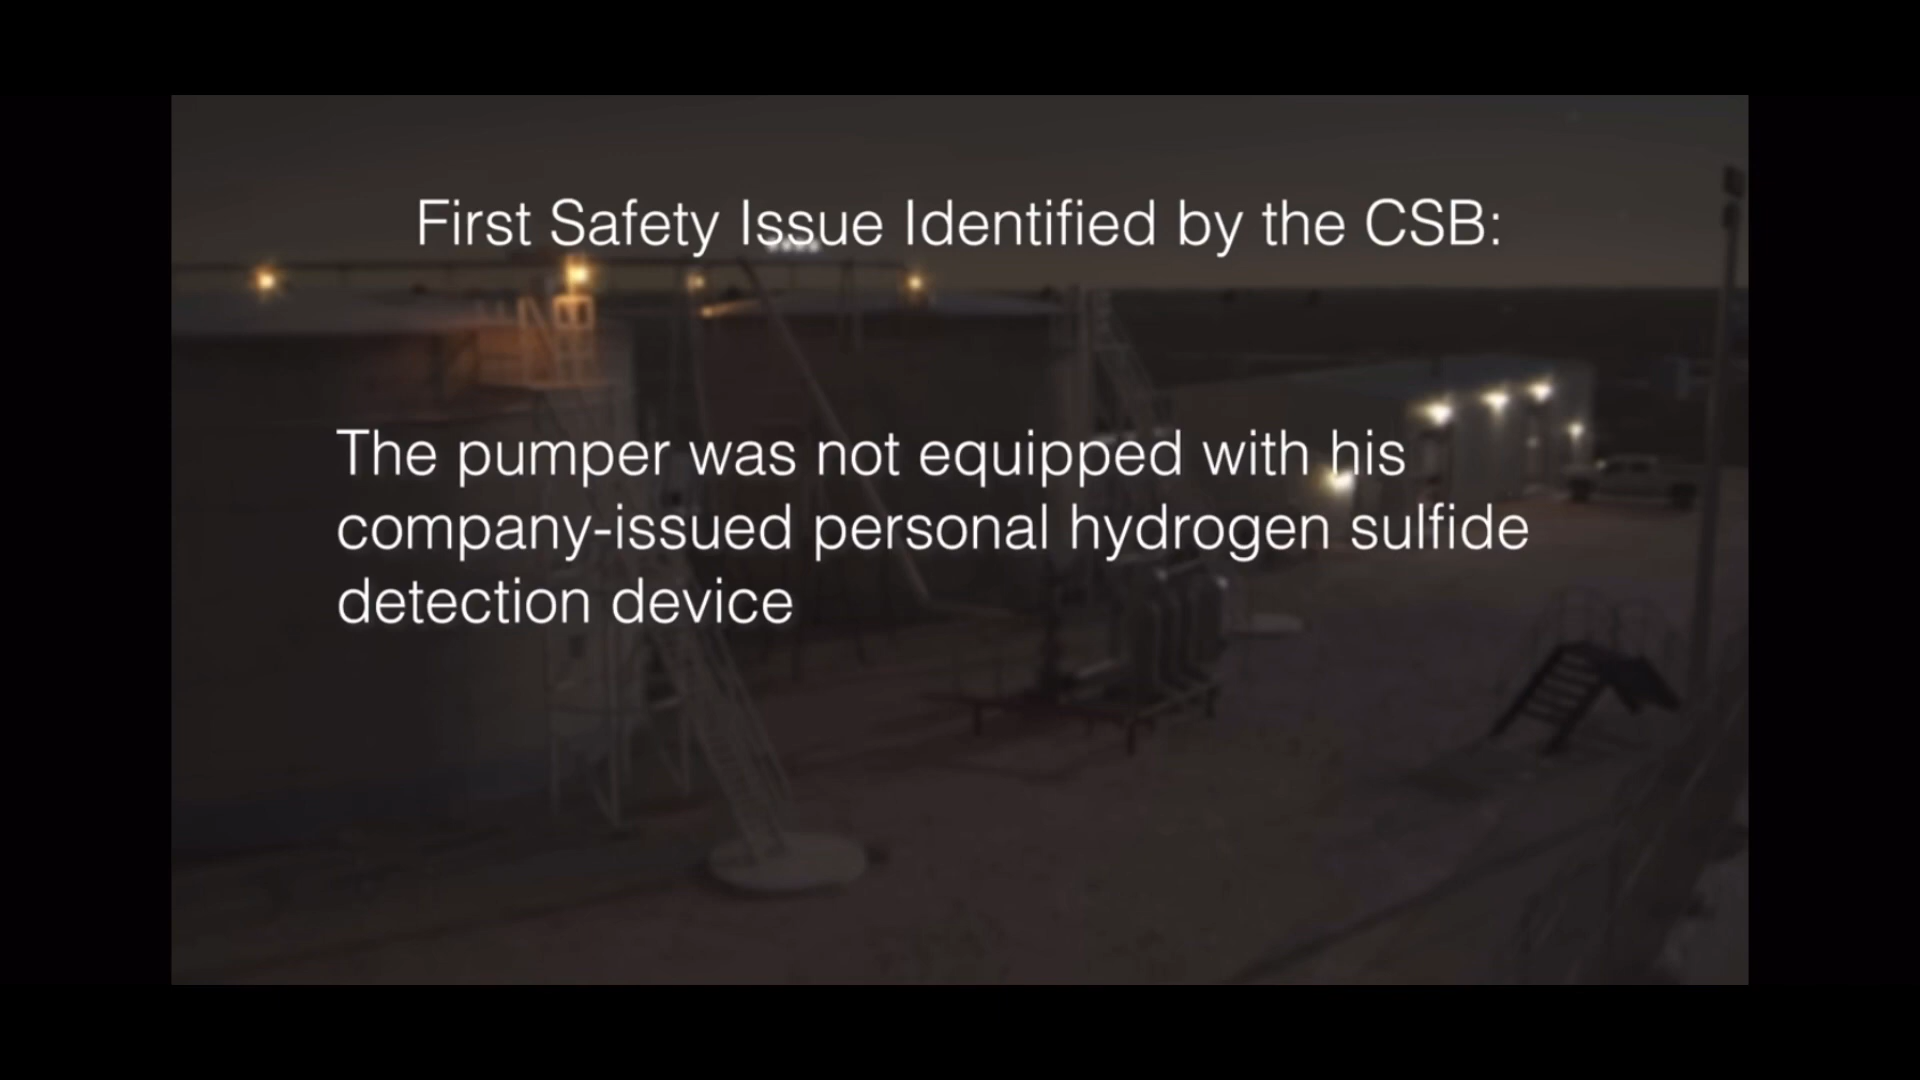 First Safety Issue Identified by the CSB:
The pumper was not equipped with his
company-issued personal hydrogen sulfide
detection device